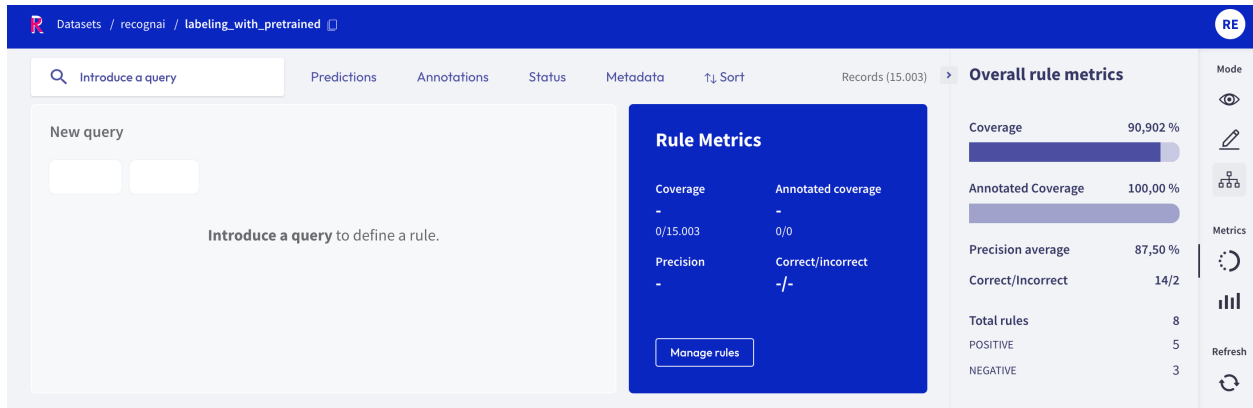 R Datasets / recognai / labeling_with_pretrained RE
Introduce a query Predictions Annotations Status Metadata ↑↓ Sort Records (15.003)
New query
Introduce a query to define a rule.
Rule Metrics
Coverage Annotated coverage
- -
0/15.003 0/0
Precision Correct/incorrect
- -/-
Manage rules
Overall rule metrics
Coverage 90,902 %
Annotated Coverage 100,00 %
Precision average 87,50 %
Correct/Incorrect 14/2
Total rules 8
POSITIVE 5
NEGATIVE 3
Mode
Metrics
Refresh